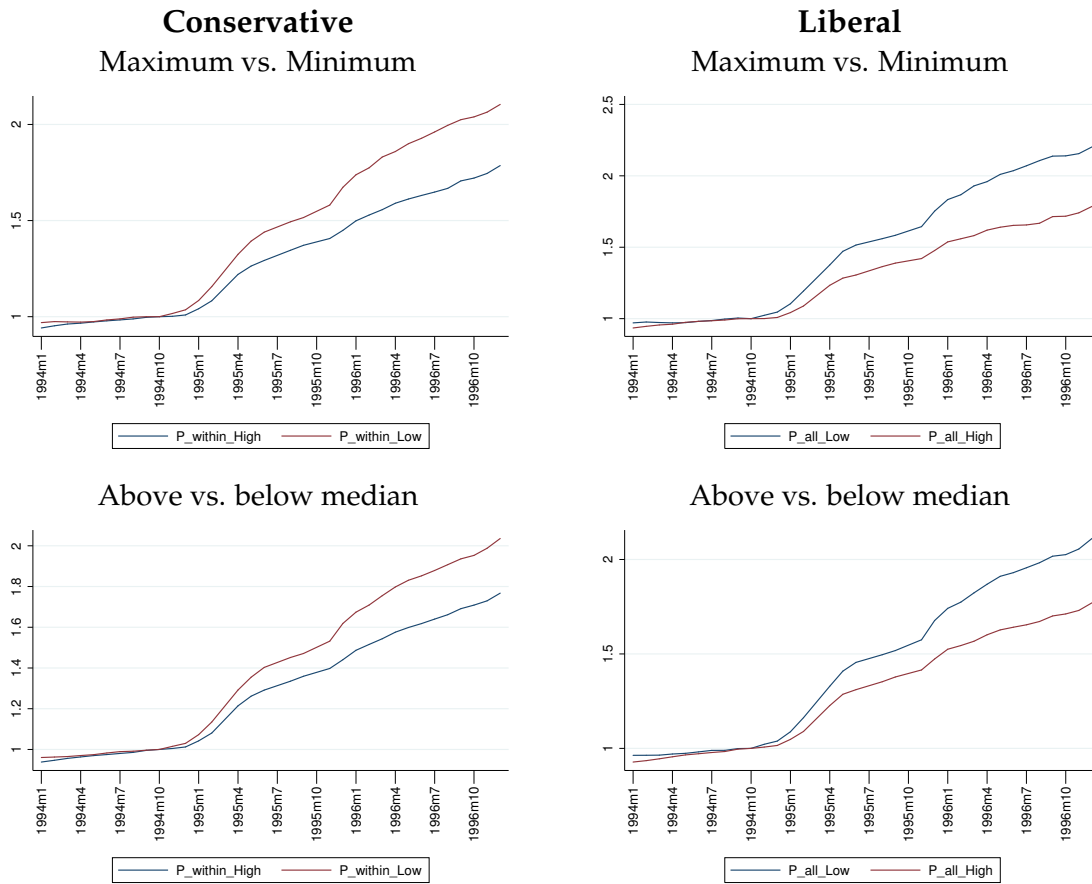 Conservative
Maximum vs. Minimum
2
1.5
1
1994m1 1994m4 1994m7 1994m10 1995m1 1995m4 1995m7 1995m10 1996m1 1996m4 1996m7 1996m10
P_within_High P_within_Low
Liberal
Maximum vs. Minimum
2.5
2
1.5
1
1994m1 1994m4 1994m7 1994m10 1995m1 1995m4 1995m7 1995m10 1996m1 1996m4 1996m7 1996m10
P_all_Low P_all_High
Above vs. below median
2
1.8
1.6
1.4
1.2
1
1994m1 1994m4 1994m7 1994m10 1995m1 1995m4 1995m7 1995m10 1996m1 1996m4 1996m7 1996m10
P_within_High P_within_Low
Above vs. below median
2
1.5
1
1994m1 1994m4 1994m7 1994m10 1995m1 1995m4 1995m7 1995m10 1996m1 1996m4 1996m7 1996m10
P_all_Low P_all_High